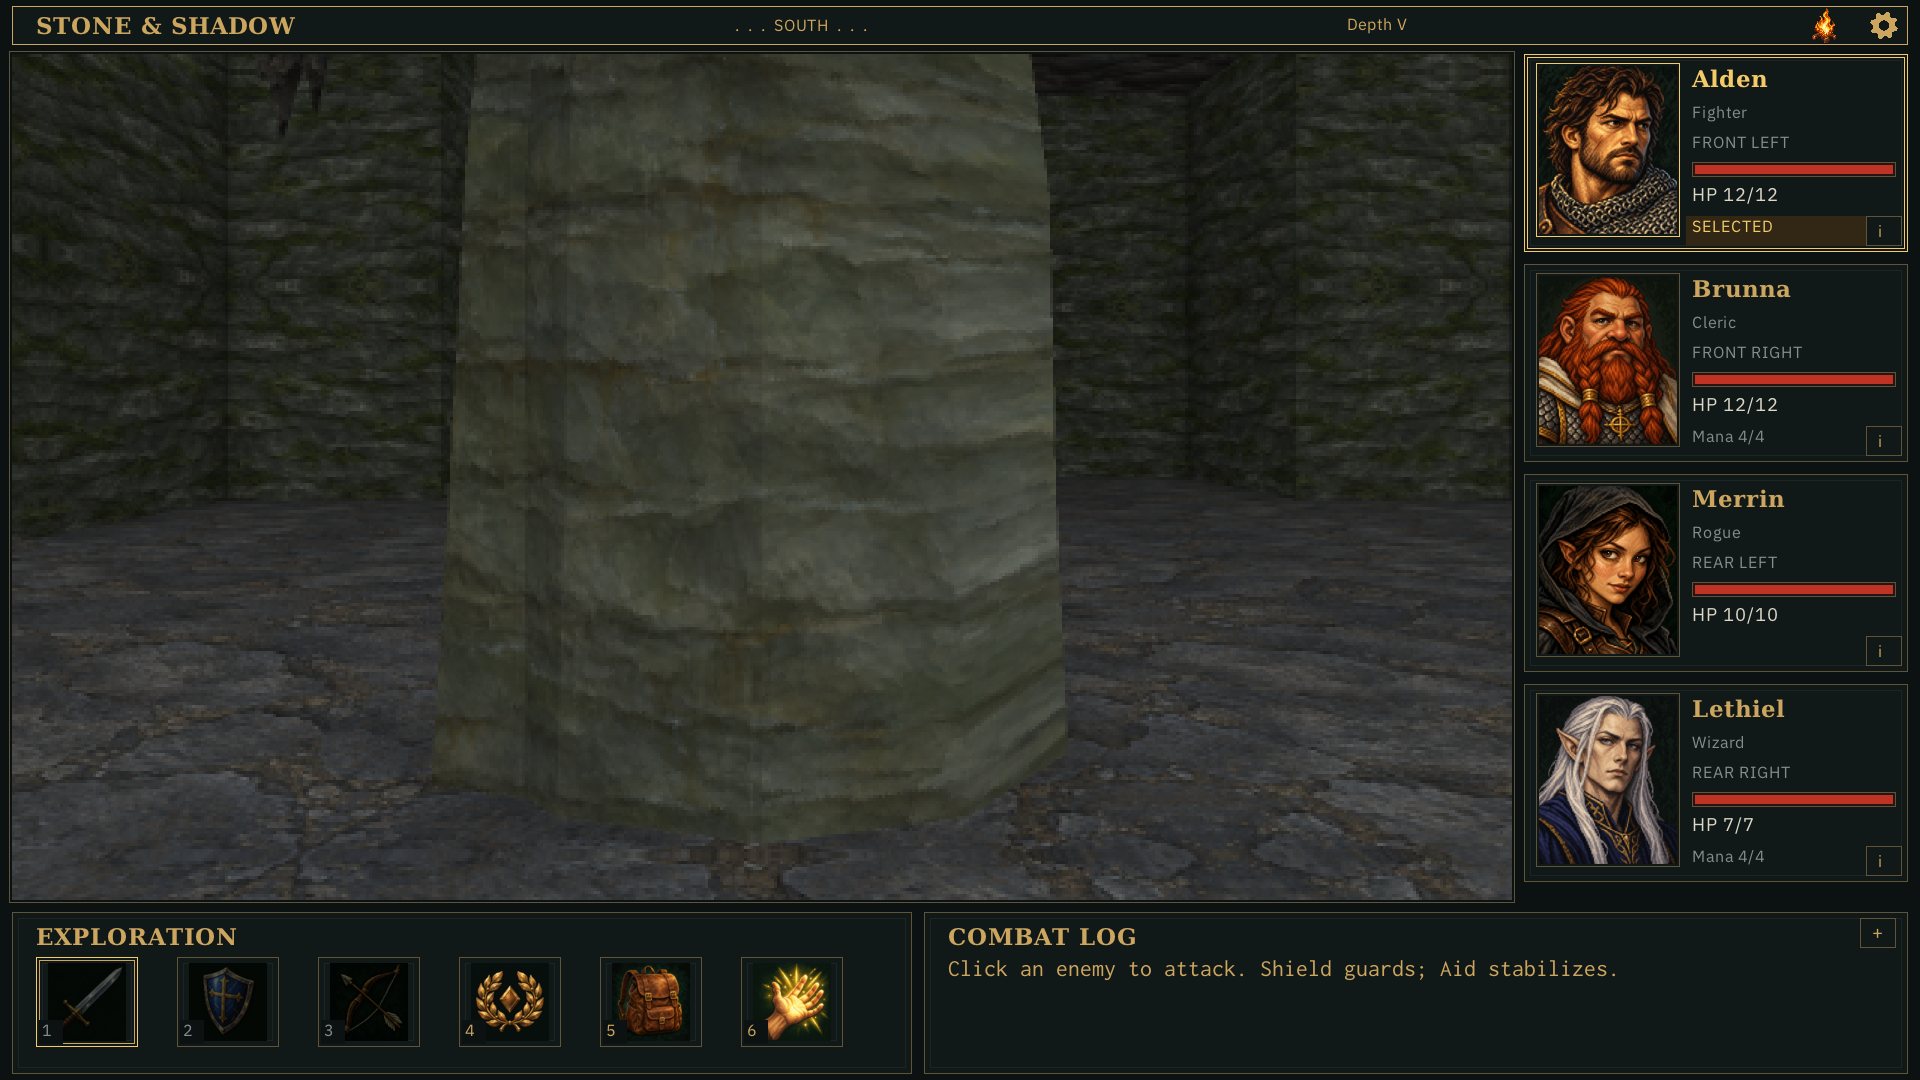 STONE & SHADOW
. . . SOUTH . . .
Depth V
Alden
Fighter
FRONT LEFT
HP 12/12
SELECTED
i
Brunna
Cleric
FRONT RIGHT
HP 12/12
Mana 4/4
i
Merrin
Rogue
REAR LEFT
HP 10/10
i
Lethiel
Wizard
REAR RIGHT
HP 7/7
Mana 4/4
i
EXPLORATION
1
2
3
4
5
6
COMBAT LOG
+
Click an enemy to attack. Shield guards; Aid stabilizes.